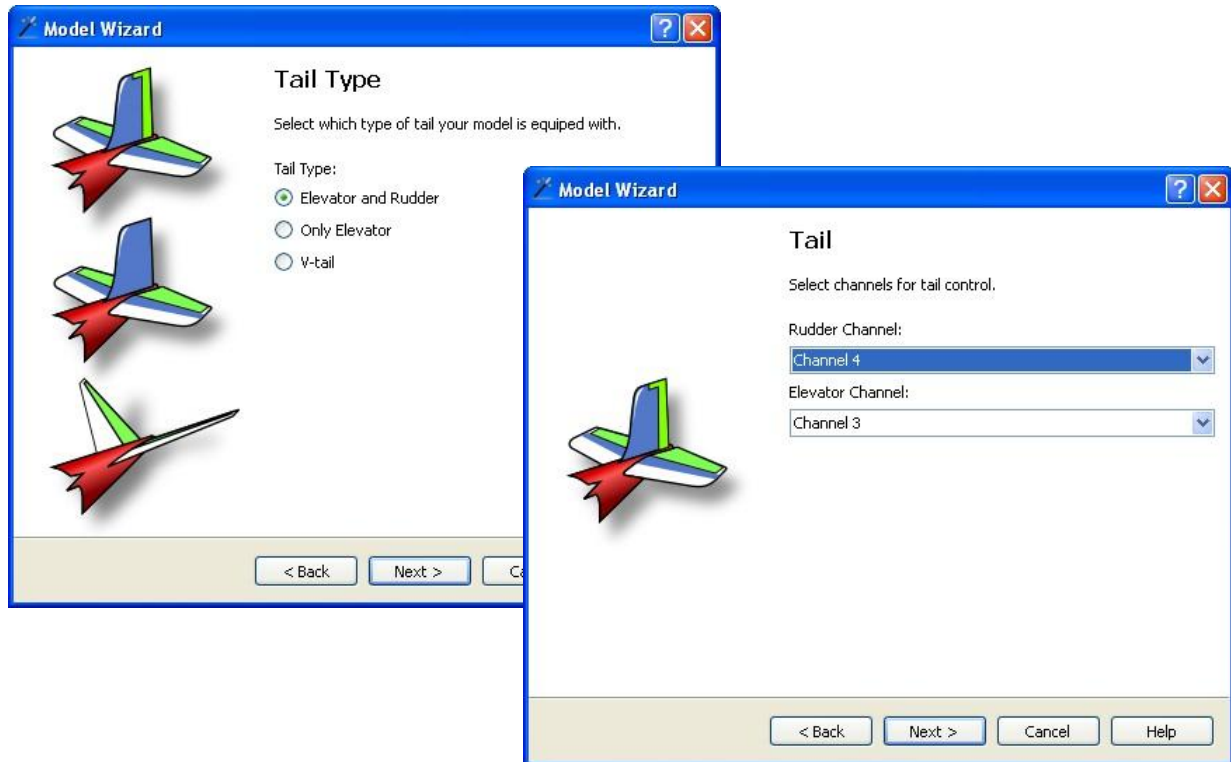 Model Wizard
Tail Type
Select which type of tail your model is equiped with.
Tail Type:
Elevator and Rudder
Only Elevator
V-tail
< Back
Next >
Model Wizard
Tail
Select channels for tail control.
Rudder Channel:
Channel 4
Elevator Channel:
Channel 3
< Back
Next >
Cancel
Help